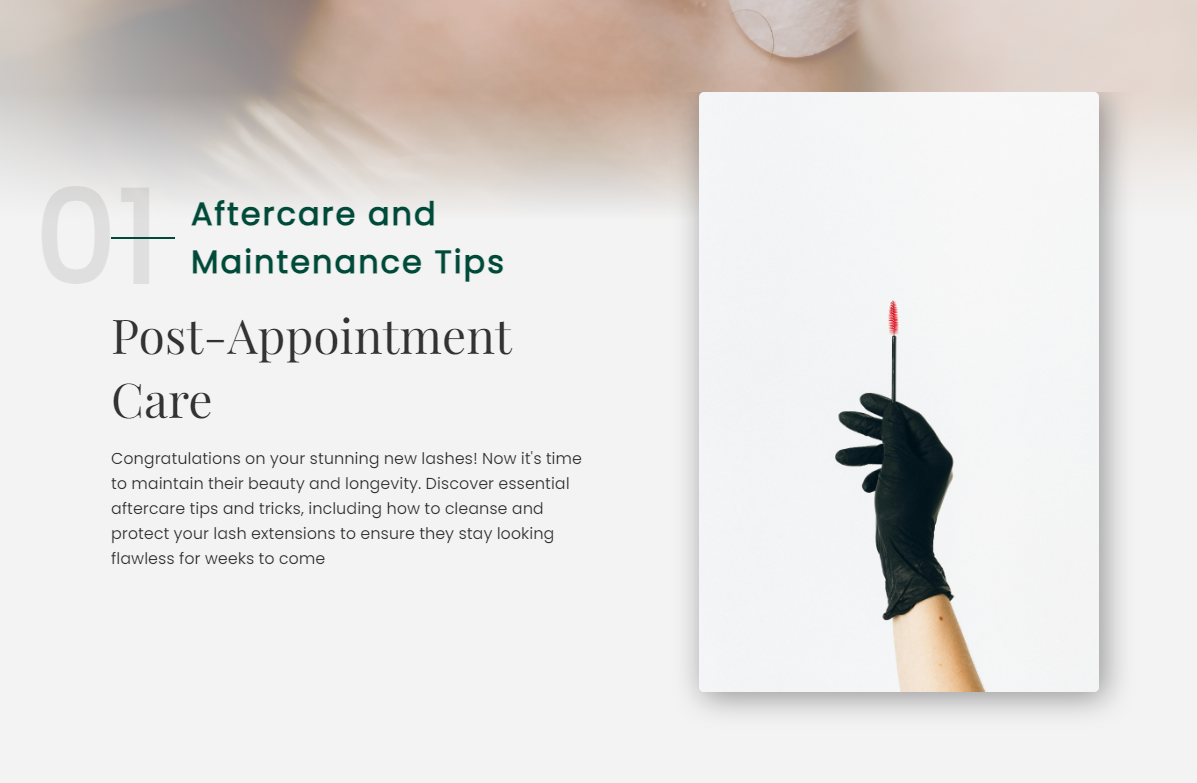 01
Aftercare and
Maintenance Tips
Post-Appointment
Care
Congratulations on your stunning new lashes! Now it's time
to maintain their beauty and longevity. Discover essential
aftercare tips and tricks, including how to cleanse and
protect your lash extensions to ensure they stay looking
flawless for weeks to come